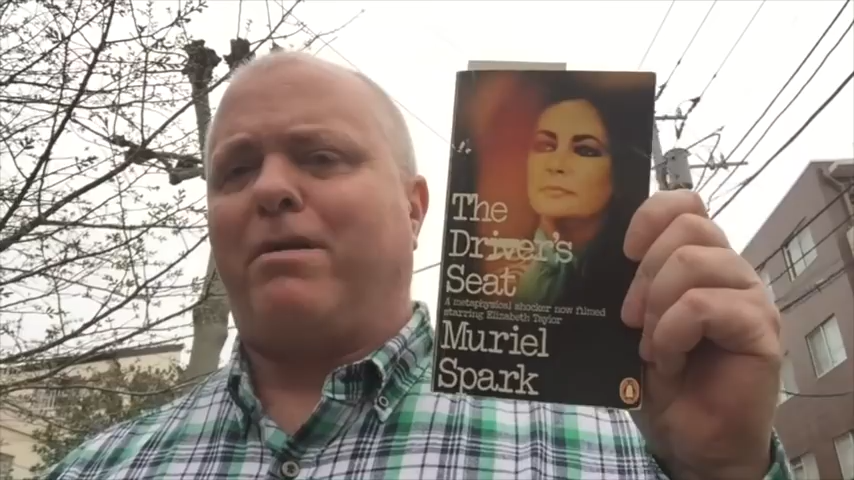 The
Driver's
Seat
A metaphysical shocker now filmed
starring Elizabeth Taylor
Muriel
Spark